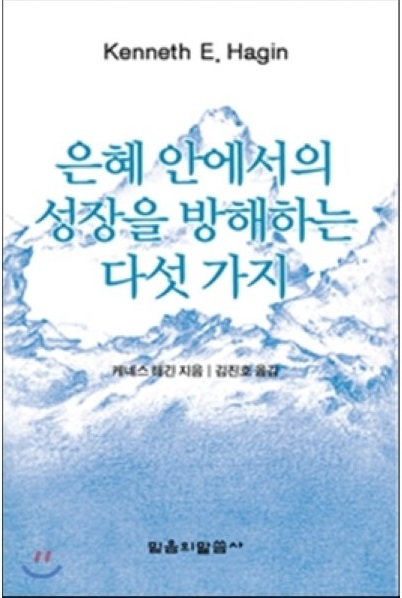 Kenneth E. Hagin
은혜 안에서의
성장을 방해하는
다섯 가지
케네스 해긴 지음 | 김진호 옮김
믿음의말씀사